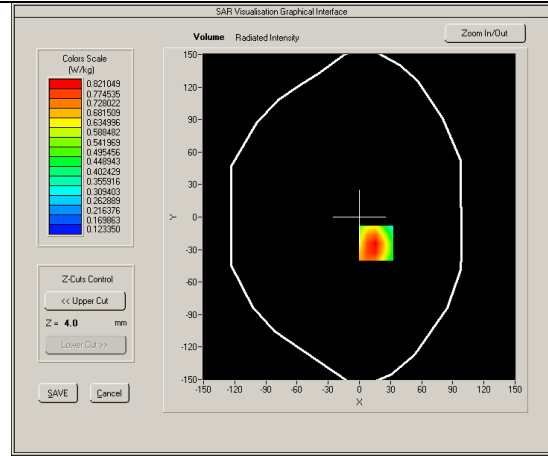 SAR Visualisation Graphical Interface
Volume Radiated Intensity
Zoom In/Out
Colors Scale
(W/kg)
0.821049
0.774535
0.728022
0.681509
0.634996
0.588482
0.541969
0.495456
0.448943
0.402429
0.355916
0.309403
0.262889
0.216376
0.169863
0.123350
Z-Cuts Control
<< Upper Cut
Z = 4.0 mm
Lower Cut >>
SAVE Cancel
150
120
90
60
30
0
-30
-60
-90
-120
-150
Y
-150 -120 -90 -60 -30 0 30 60 90 120 150
X